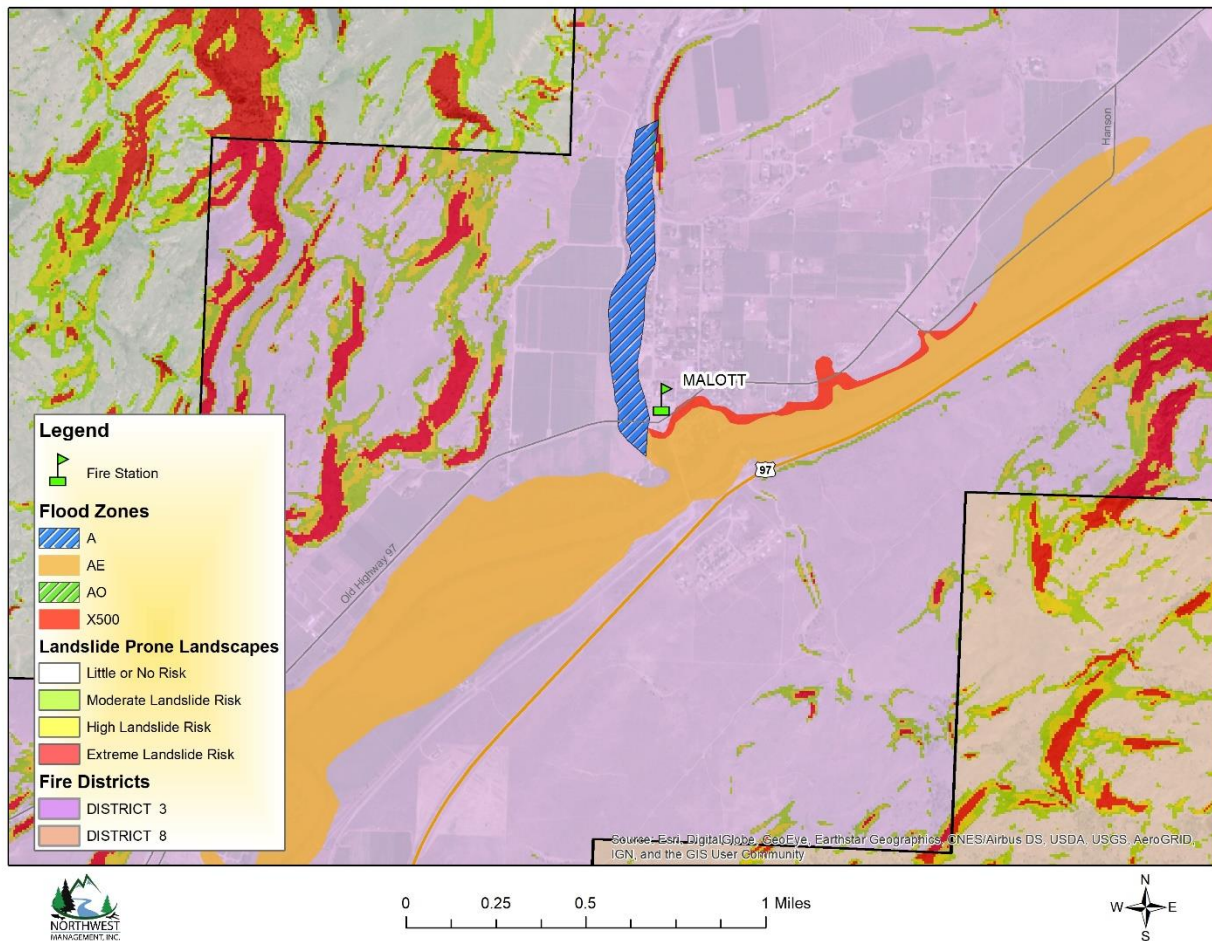 Hanson
MALOTT
97
Old Highway 97
Legend
Fire Station
Flood Zones
A
AE
AO
X500
Landslide Prone Landscapes
Little or No Risk
Moderate Landslide Risk
High Landslide Risk
Extreme Landslide Risk
Fire Districts
DISTRICT 3
DISTRICT 8
Source: Esri, DigitalGlobe, GeoEye, Earthstar Geographics, CNES/Airbus DS, USDA, USGS, AeroGRID,
IGN, and the GIS User Community
NORTHWEST
MANAGEMENT, INC.
0 0.25 0.5 1 Miles
N
W E
S